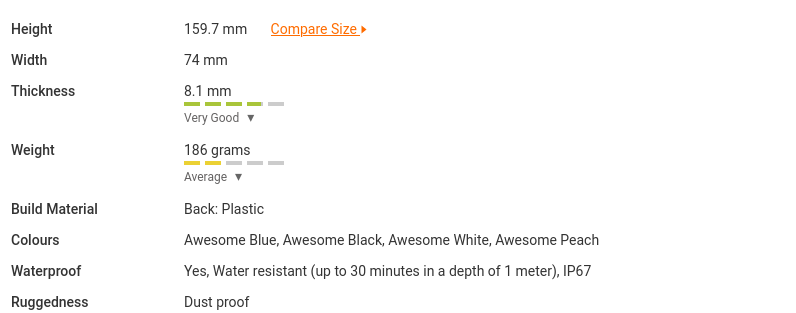 Height 159.7 mm Compare Size
Width 74 mm
Thickness 8.1 mm
Very Good ▼
Weight 186 grams
Average ▼
Build Material Back: Plastic
Colours Awesome Blue, Awesome Black, Awesome White, Awesome Peach
Waterproof Yes, Water resistant (up to 30 minutes in a depth of 1 meter), IP67
Ruggedness Dust proof